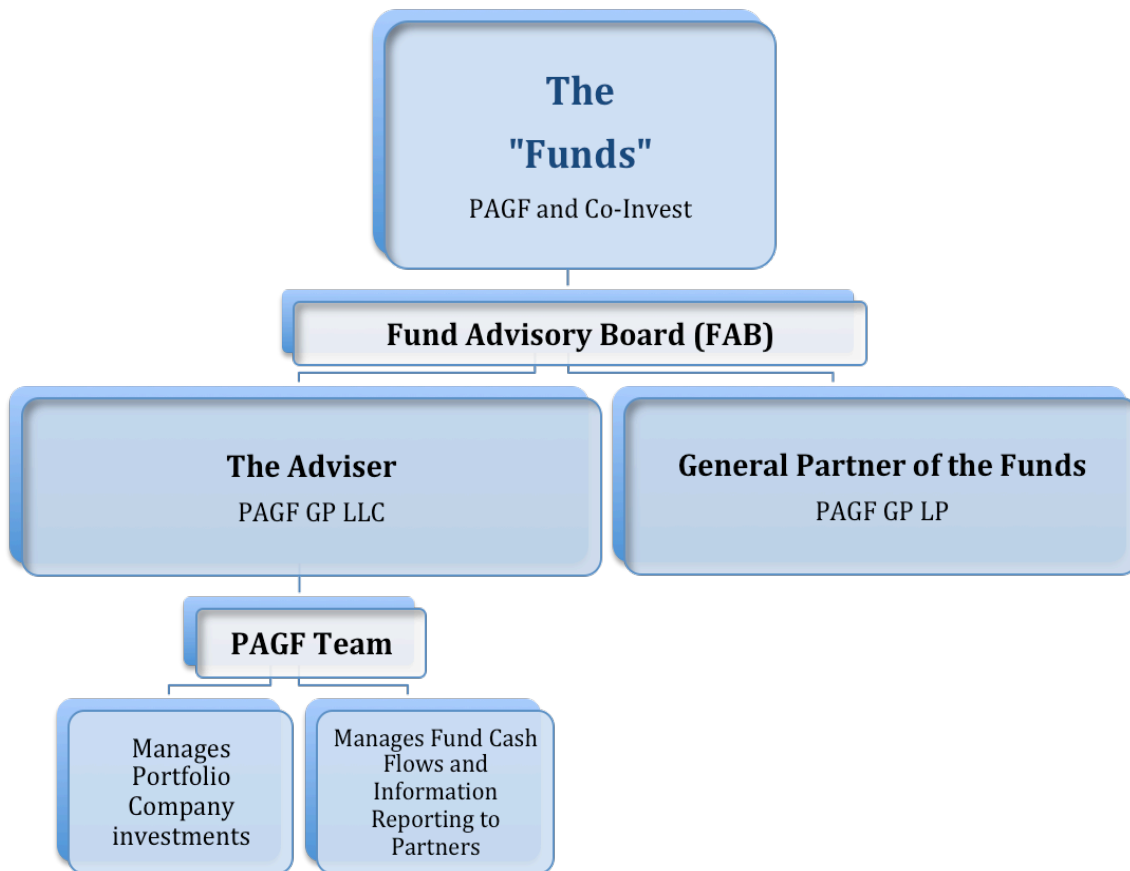 The
"Funds"
PAGF and Co-Invest
Fund Advisory Board (FAB)
The Adviser
PAGF GP LLC
General Partner of the Funds
PAGF GP LP
PAGF Team
Manages
Portfolio
Company
investments
Manages Fund Cash
Flows and
Information
Reporting to
Partners